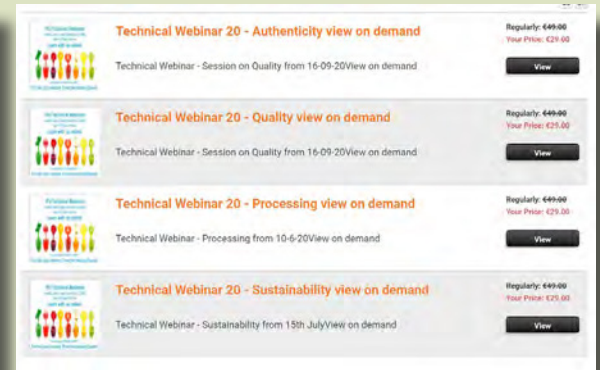 Technical Webinar 20 - Authenticity view on demand
Regularly: €49.00
Your Price: €29.00
Technical Webinar - Session on Quality from 16-09-20View on demand
View
Technical Webinar 20 - Quality view on demand
Regularly: €49.00
Your Price: €29.00
Technical Webinar - Session on Quality from 16-09-20View on demand
View
Technical Webinar 20 - Processing view on demand
Regularly: €49.00
Your Price: €29.00
Technical Webinar - Processing from 10-6-20View on demand
View
Technical Webinar 20 - Sustainability view on demand
Regularly: €49.00
Your Price: €29.00
Technical Webinar - Sustainability from 15th JulyView on demand
View